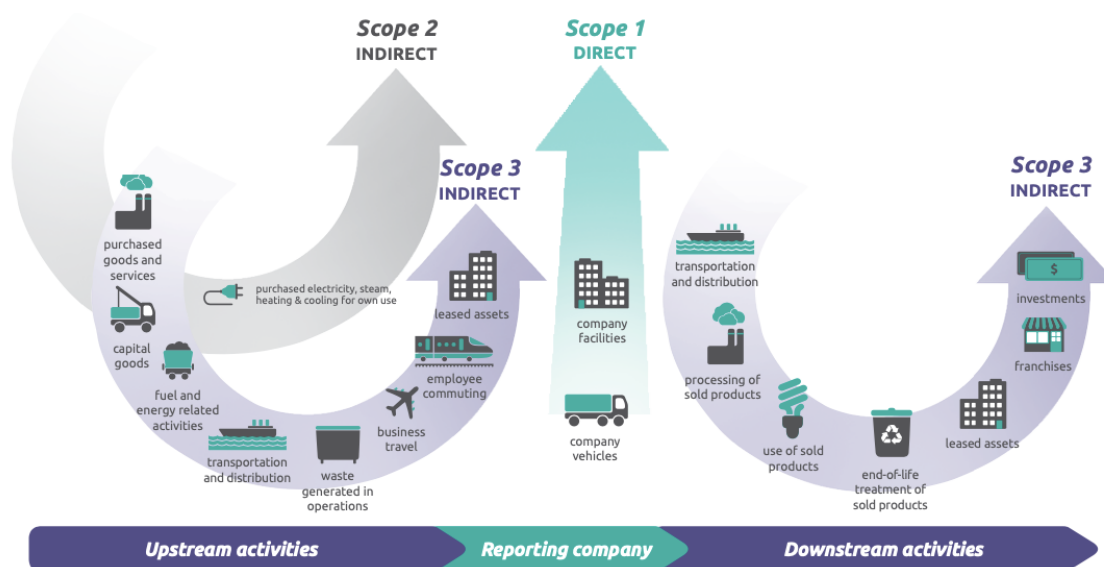 Scope 2
INDIRECT
Scope 1
DIRECT
Scope 3
INDIRECT
Scope 3
INDIRECT
purchased
goods and
services
purchased electricity, steam,
heating & cooling for own use
capital
goods
fuel and
energy related
activities
transportation
and distribution
waste
generated in
operations
business
travel
employee
commuting
leased assets
company
facilities
company
vehicles
transportation
and distribution
processing of
sold products
use of sold
products
end-of-life
treatment of
sold products
leased assets
franchises
$
investments
Upstream activities
Reporting company
Downstream activities